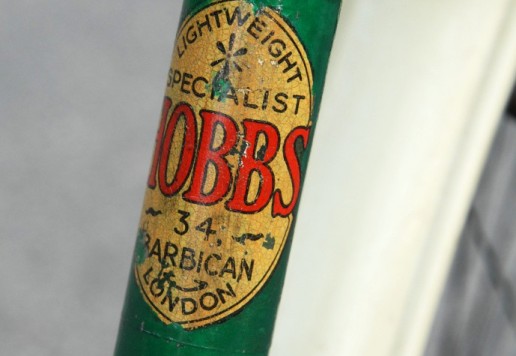 LIGHTWEIGHT
SPECIALIST
HOBBS
34,
BARBICAN
LONDON